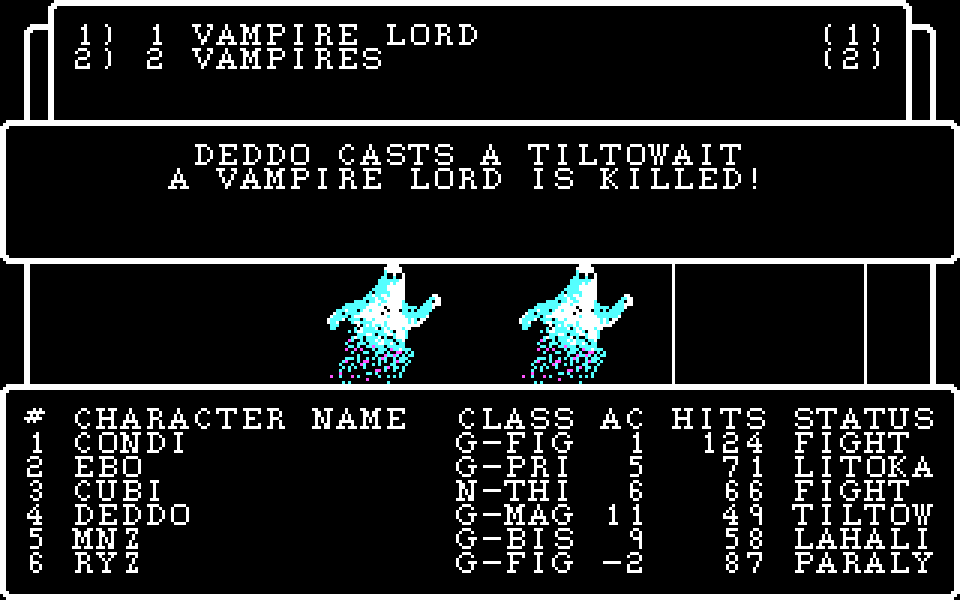 1) 1 VAMPIRE LORD (1)
2) 2 VAMPIRES (2)
DEDDO CASTS A TILTOWAIT
A VAMPIRE LORD IS KILLED!
# CHARACTER NAME CLASS AC HITS STATUS
1 CONDI G-FIG 1 124 FIGHT
2 EBO G-PRI 5 71 LITOKA
3 CUBI N-THI 6 66 FIGHT
4 DEDDO G-MAG 11 49 TILTOW
5 MNZ G-BIS 9 58 LAHALI
6 RYZ G-FIG -2 87 PARALY